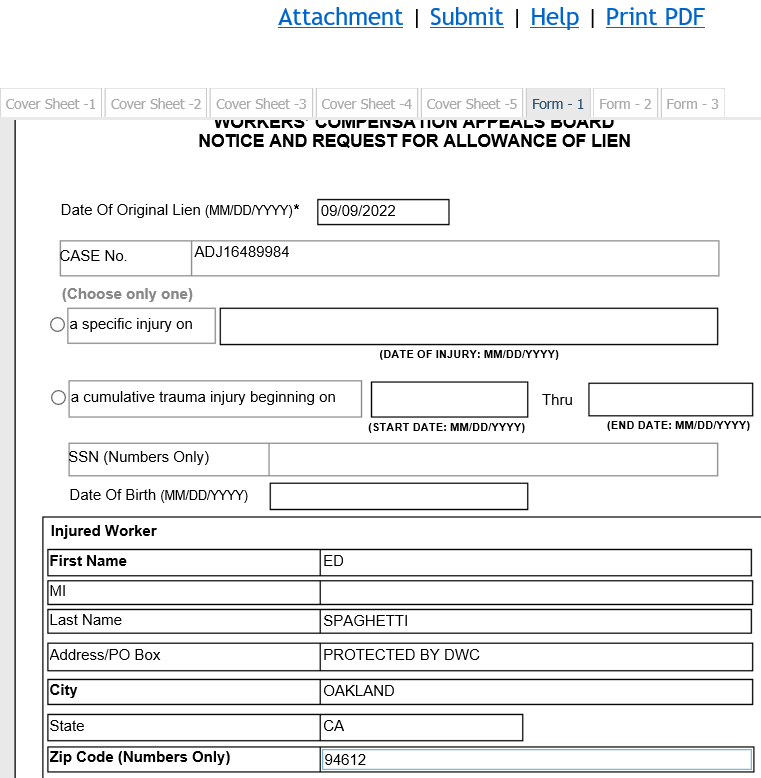 Attachment | Submit | Help | Print PDF
Cover Sheet -1 Cover Sheet -2 Cover Sheet -3 Cover Sheet -4 Cover Sheet -5 Form - 1 Form - 2 Form - 3
WORKERS' COMPENSATION APPEALS BOARD
NOTICE AND REQUEST FOR ALLOWANCE OF LIEN
Date Of Original Lien (MM/DD/YYYY)* 09/09/2022
CASE No. ADJ16489984
(Choose only one)
a specific injury on
(DATE OF INJURY: MM/DD/YYYY)
a cumulative trauma injury beginning on Thru
(START DATE: MM/DD/YYYY) (END DATE: MM/DD/YYYY)
SSN (Numbers Only)
Date Of Birth (MM/DD/YYYY)
Injured Worker
First Name ED
MI
Last Name SPAGHETTI
Address/PO Box PROTECTED BY DWC
City OAKLAND
State CA
Zip Code (Numbers Only) 94612